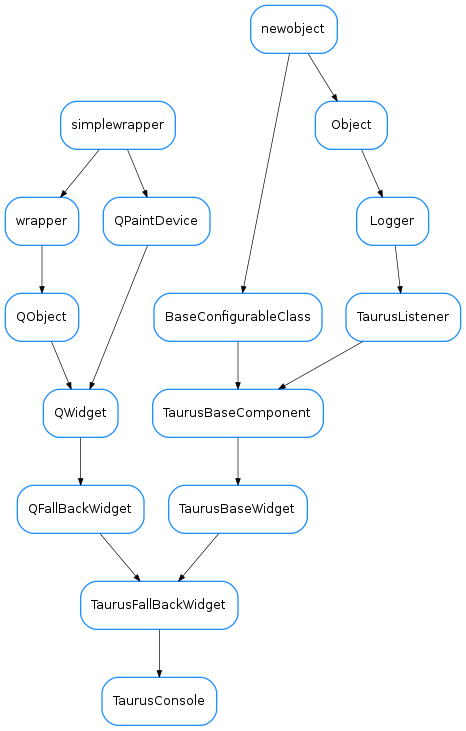 newobject
simplewrapper
Object
wrapper
QPaintDevice
Logger
QObject
BaseConfigurableClass
TaurusListener
QWidget
TaurusBaseComponent
QFallBackWidget
TaurusBaseWidget
TaurusFallBackWidget
TaurusConsole